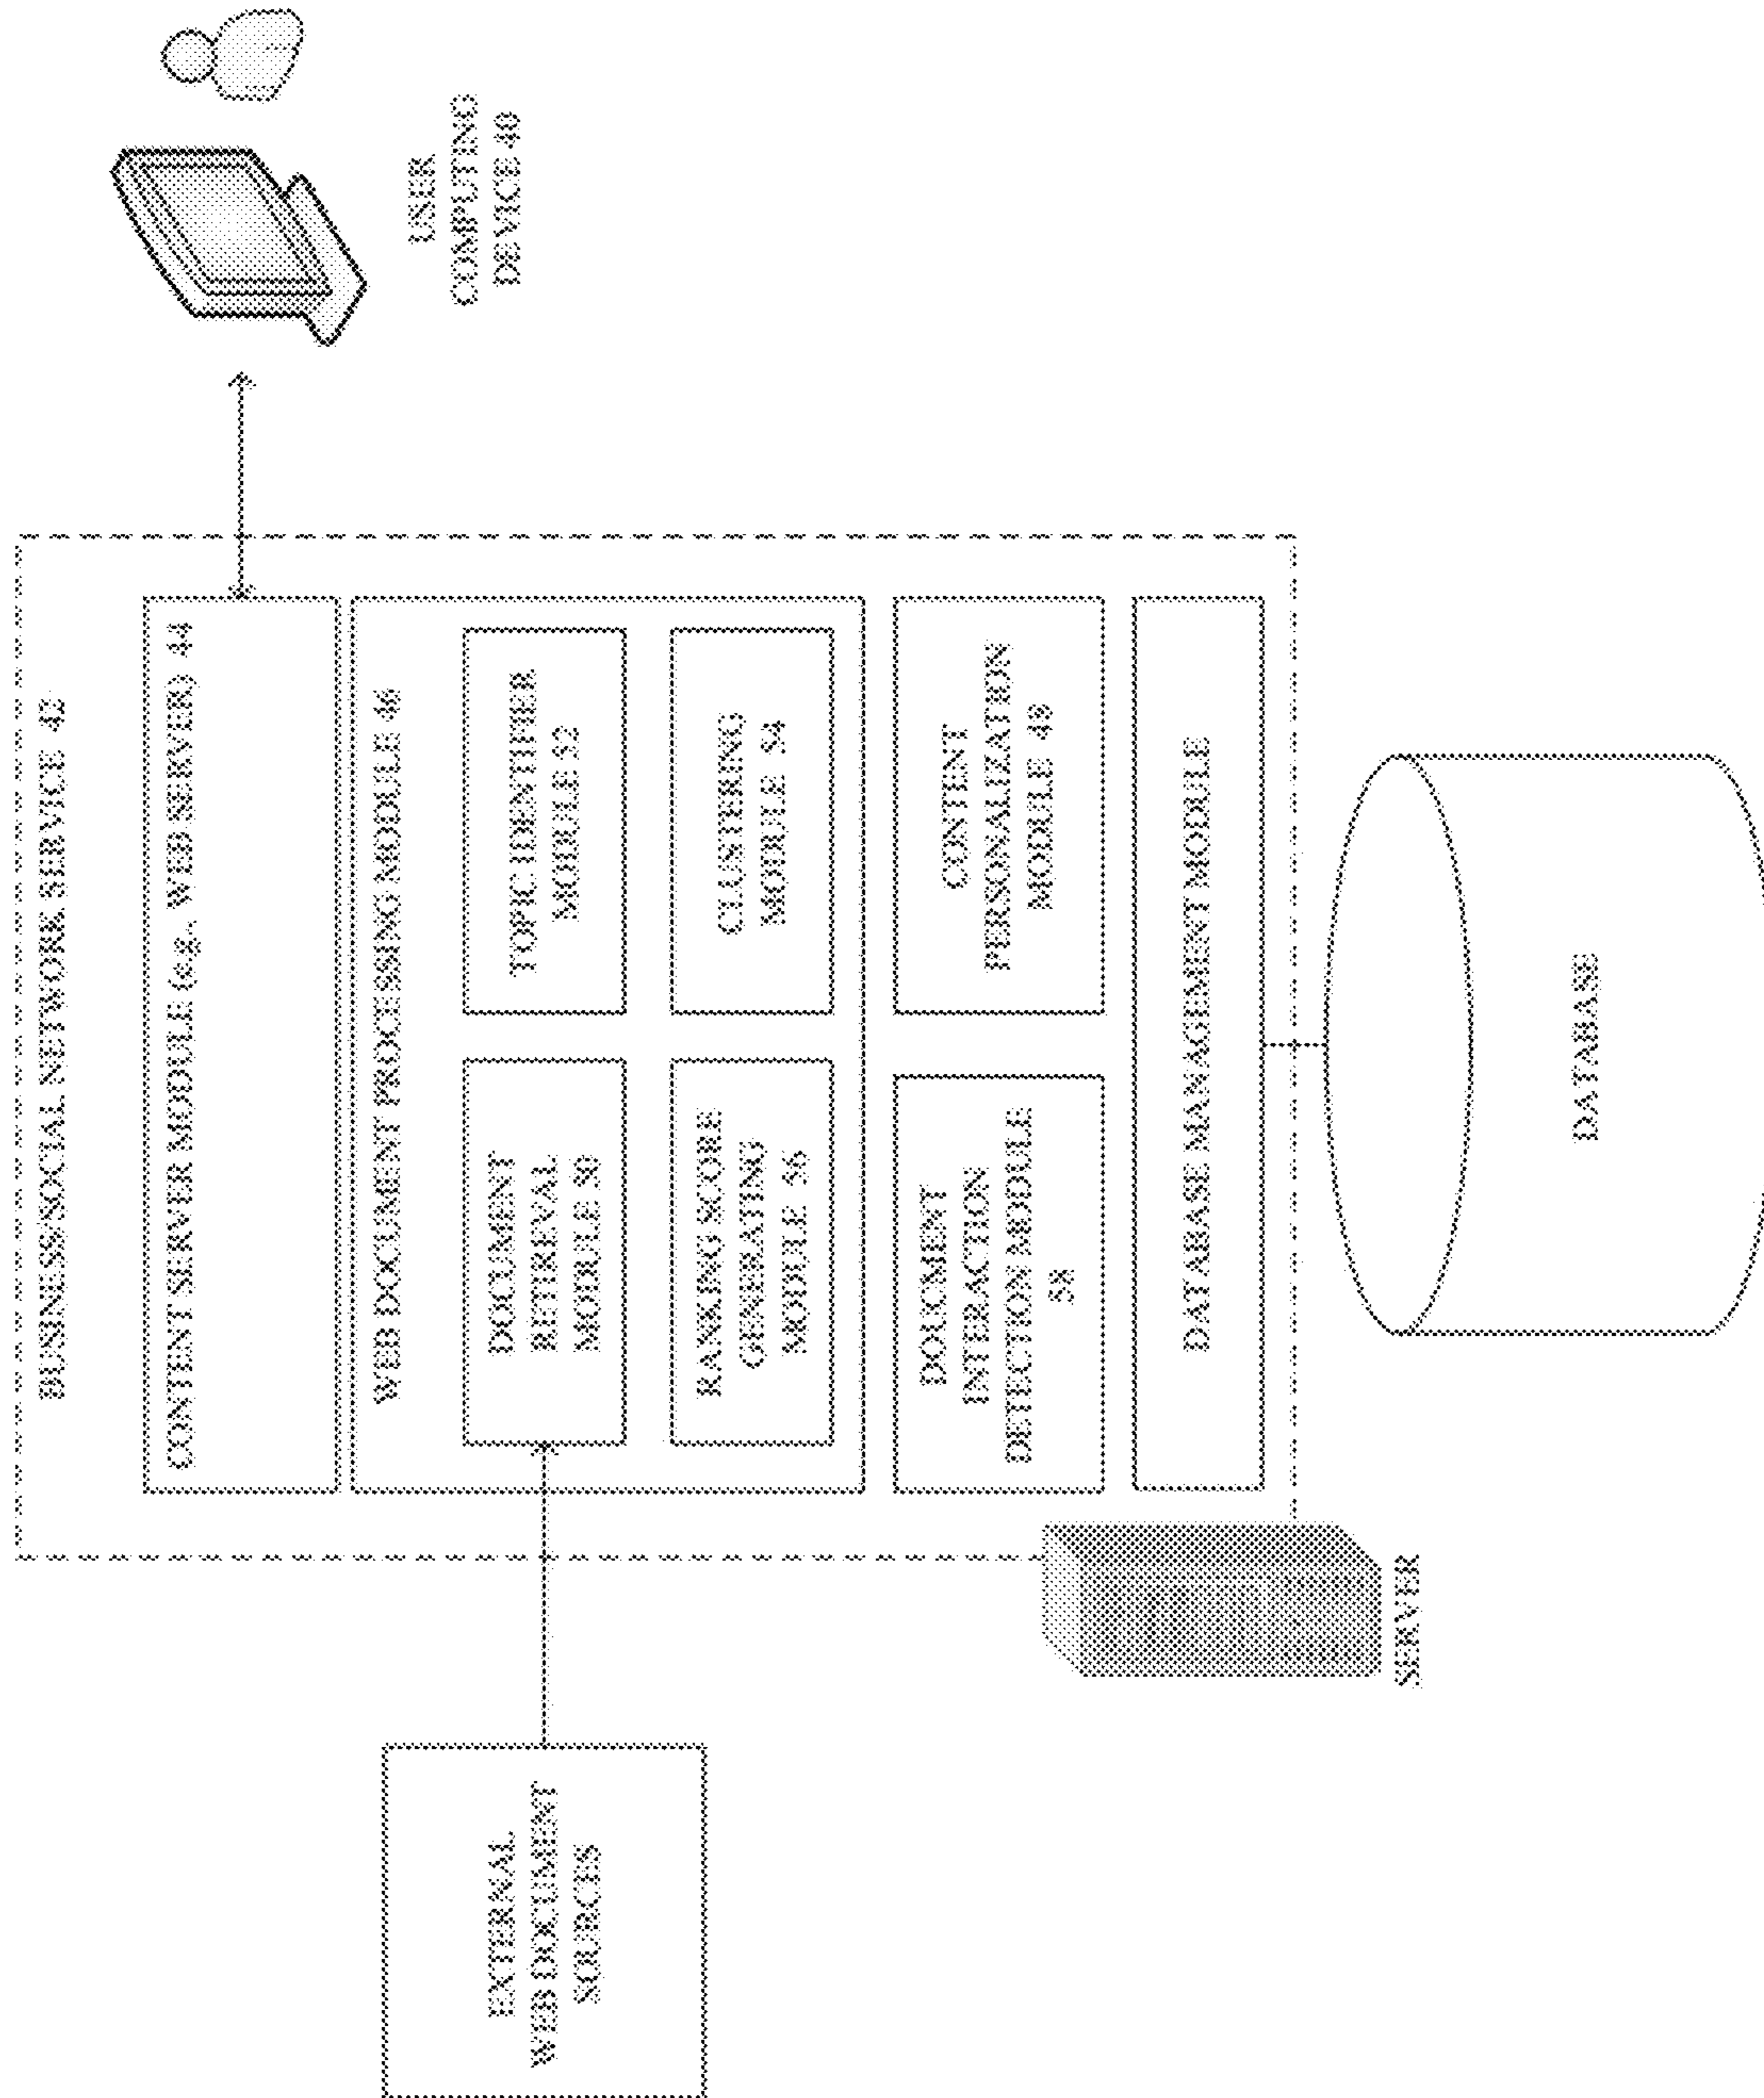 BUSINESS/SOCIAL NETWORK SERVICE 42
CONTENT SERVER MODULE (e.g., WEB SERVER) 44
WEB DOCUMENT PROCESSING MODULE 46
DOCUMENT
RETIREVAL
MODULE 50
TOPIC IDENTIFIER
MODULE 52
RANKING SCORE
GENERATING
MODULE 56
CLUSTERING
MODULE 54
DOUCMENT
INTERACTION
DETECTION MODULE
58
CONTENT
PERSONALIZATION
MODULE 48
DATABASE MANAGEMENT MODULE
DATABASE
EXTERNAL
WEB DOCUMENT
SOURCES
SERVER
USER
COMPUTING
DEVICE 40